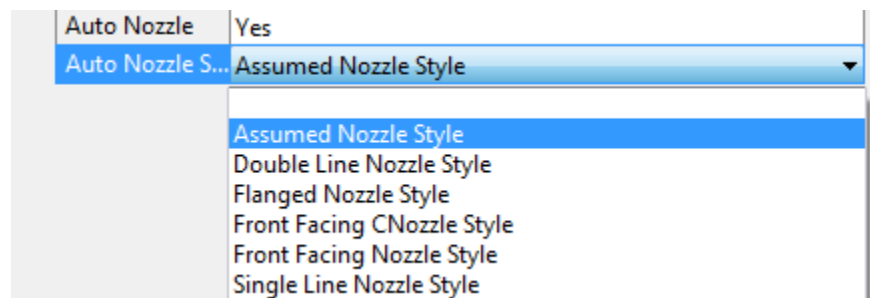 Auto Nozzle Yes
Auto Nozzle S... Assumed Nozzle Style
Assumed Nozzle Style
Double Line Nozzle Style
Flanged Nozzle Style
Front Facing CNozzle Style
Front Facing Nozzle Style
Single Line Nozzle Style